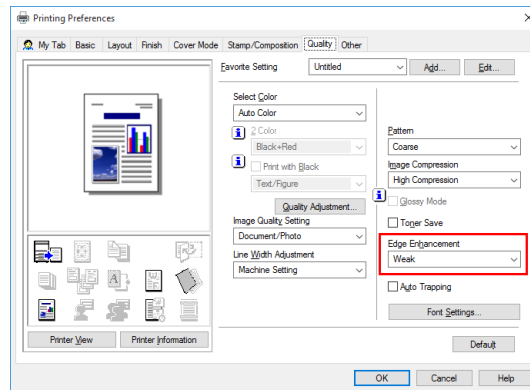 Printing Preferences
My Tab Basic Layout Finish Cover Mode Stamp/Composition Quality Other
Favorite Setting Untitled Add... Edit...
Select Color
Auto Color
2 Color
Black+Red
Print with Black
Text/Figure
Quality Adjustment...
Image Quality Setting
Document/Photo
Line Width Adjustment
Machine Setting
Pattern
Coarse
Image Compression
High Compression
Glossy Mode
Toner Save
Edge Enhancement
Weak
Auto Trapping
Font Settings...
Printer View Printer Information
Default
OK Cancel Help